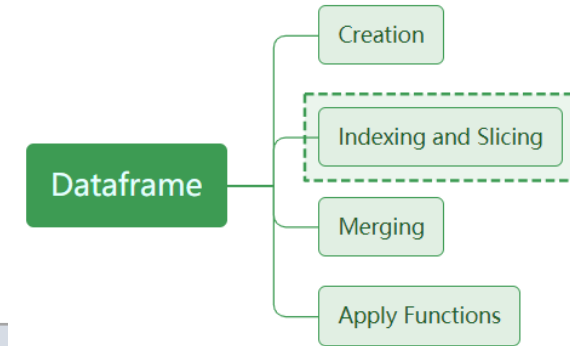 Creation
Indexing and Slicing
Dataframe
Merging
Apply Functions